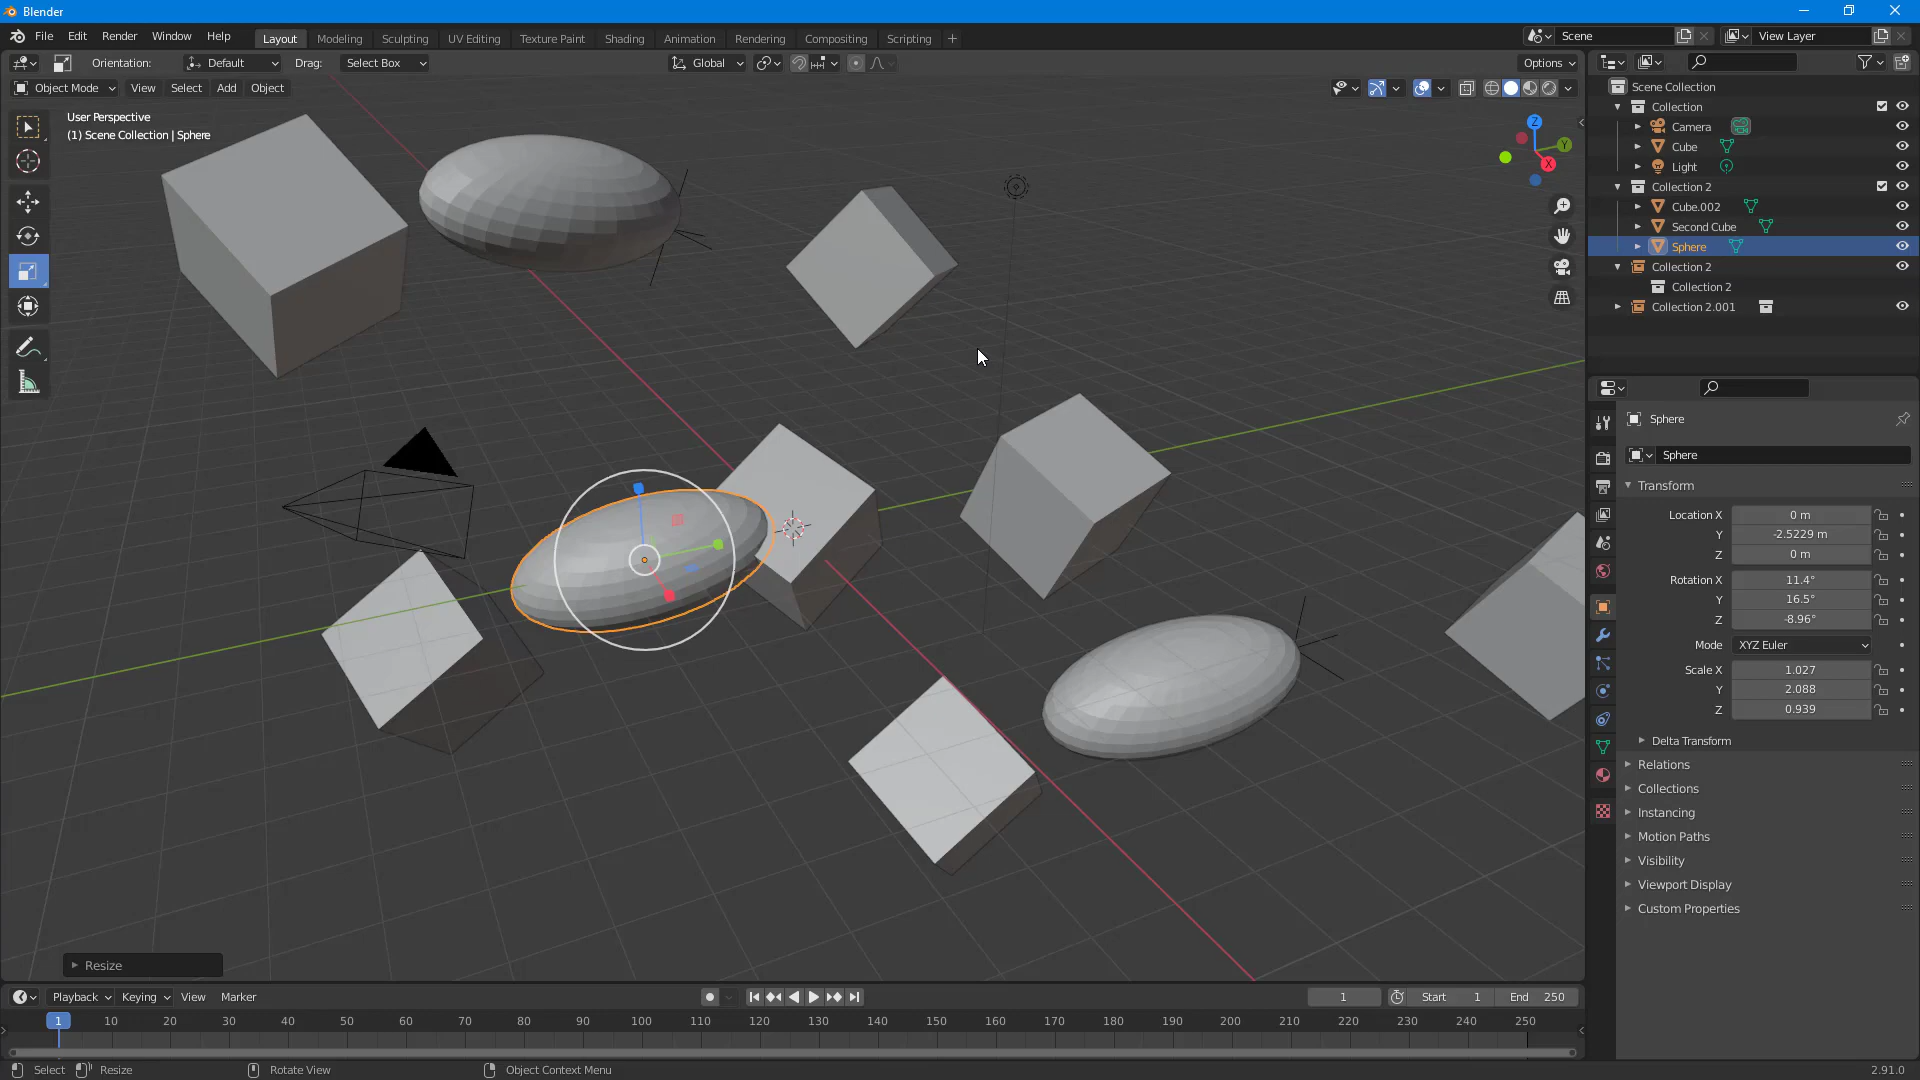 Blender
File Edit Render Window Help Layout Modeling Sculpting UV Editing Texture Paint Shading Animation Rendering Compositing Scripting + Scene View Layer
Orientation: Default Drag: Select Box Global Options
Object Mode View Select Add Object
User Perspective
(1) Scene Collection | Sphere
Z
Y
X
Resize
Scene Collection
Collection
Camera
Cube
Light
Collection 2
Cube.002
Second Cube
Sphere
Collection 2
Collection 2
Collection 2.001
Sphere
Sphere
Transform
Location X 0 m
Y -2.5229 m
Z 0 m
Rotation X 11.4°
Y 16.5°
Z -8.96°
Mode XYZ Euler
Scale X 1.027
Y 2.088
Z 0.939
Delta Transform
Relations
Collections
Instancing
Motion Paths
Visibility
Viewport Display
Custom Properties
Playback Keying View Marker 1 Start 1 End 250
1 10 20 30 40 50 60 70 80 90 100 110 120 130 140 150 160 170 180 190 200 210 220 230 240 250
Select Resize Rotate View Object Context Menu 2.91.0